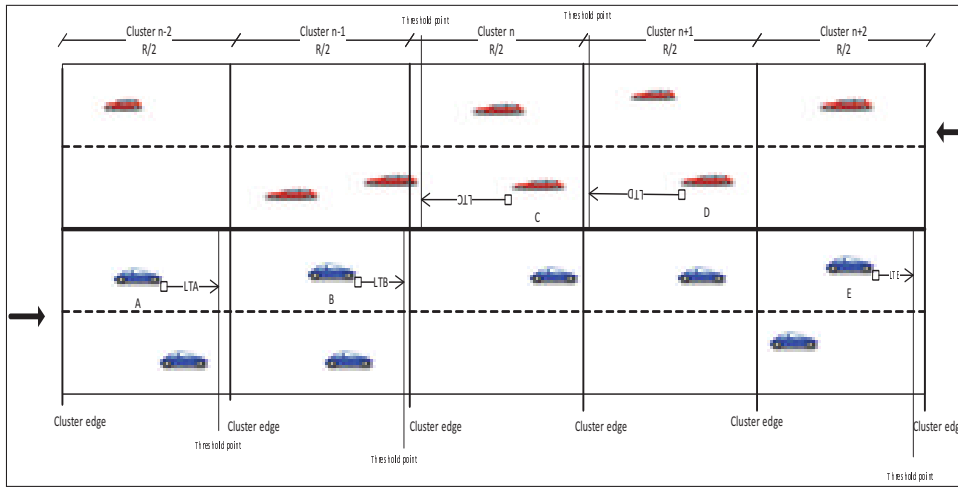 Threshold point
Threshold point
Cluster n-2
Cluster n-1
Cluster n
Cluster n+1
Cluster n+2
R/2
R/2
R/2
R/2
R/2
LTC
LTD
C
D
LTA
LTB
LTE
A
B
E
Cluster edge
Cluster edge
Cluster edge
Cluster edge
Cluster edge
Cluster edg
Threshold point
Threshold point
Threshold point